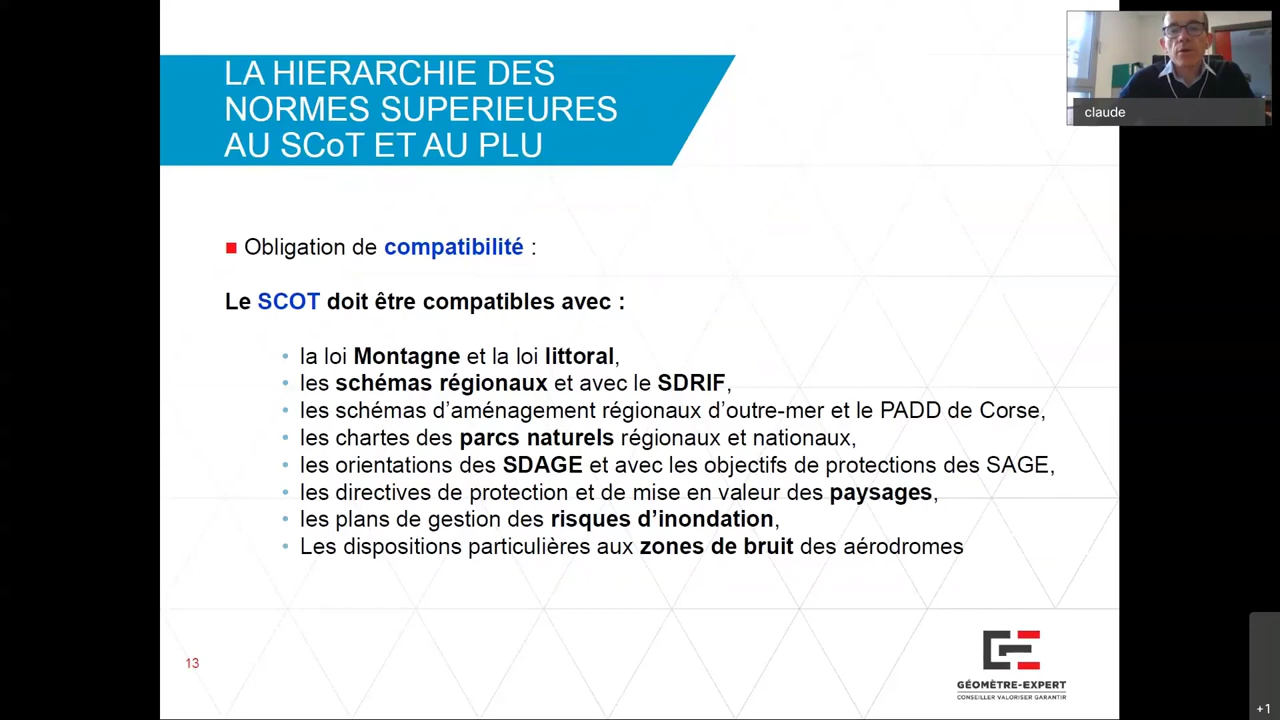 LA HIERARCHIE DES
NORMES SUPERIEURES
AU SCoT ET AU PLU
claude
Obligation de compatibilité :
Le SCOT doit être compatibles avec :
• la loi Montagne et la loi littoral,
• les schémas régionaux et avec le SDRIF,
• les schémas d’aménagement régionaux d’outre-mer et le PADD de Corse,
• les chartes des parcs naturels régionaux et nationaux,
• les orientations des SDAGE et avec les objectifs de protections des SAGE,
• les directives de protection et de mise en valeur des paysages,
• les plans de gestion des risques d’inondation,
• Les dispositions particulières aux zones de bruit des aérodromes
13
GÉOMÈTRE-EXPERT
CONSEILLER VALORISER GARANTIR
+1